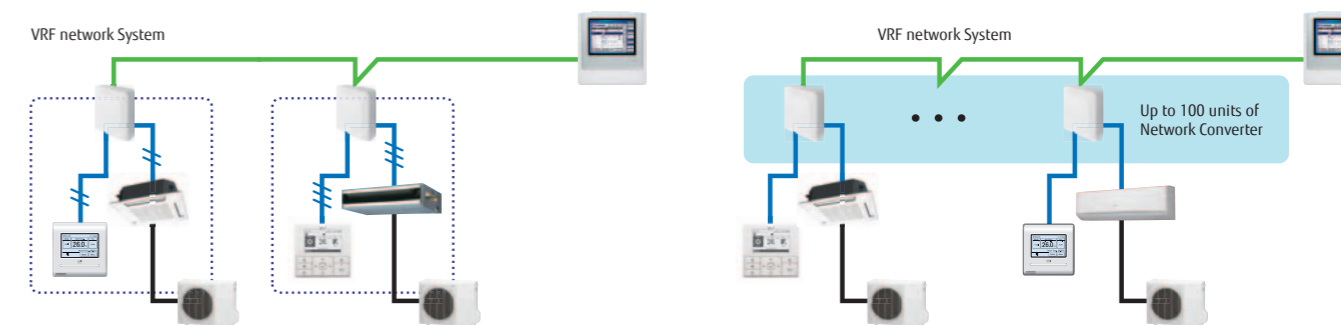 VRF network System
VRF network System
Up to 100 units of
Network Converter
26.0
26.0